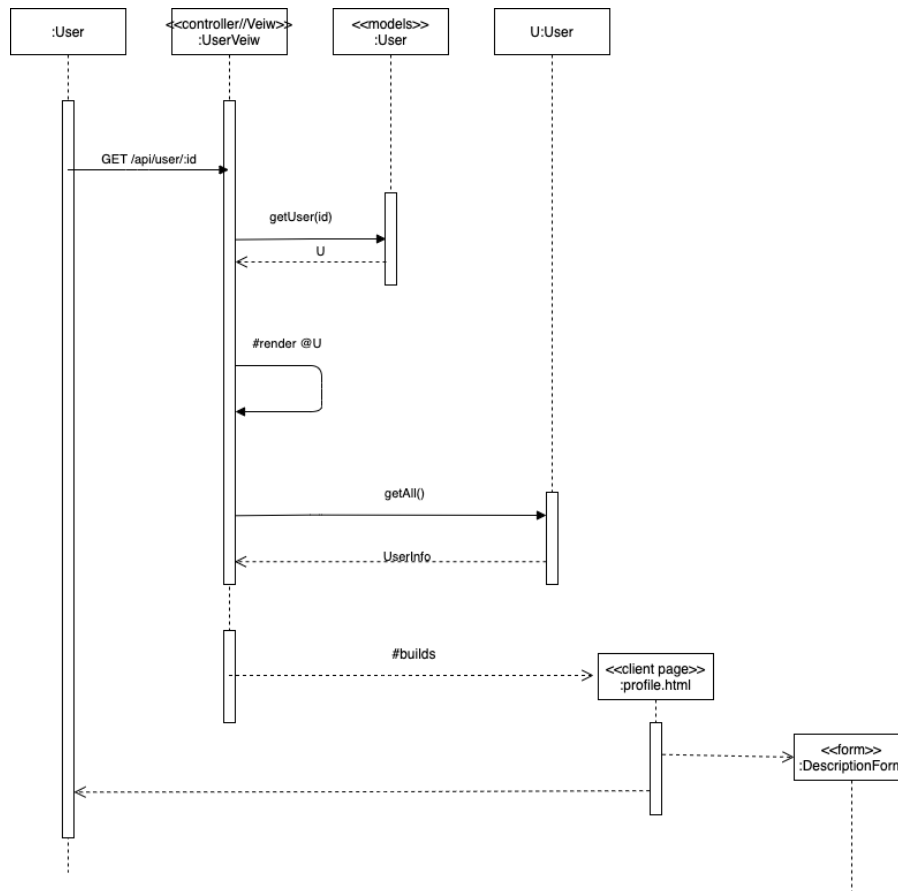 :User
<<controller//Veiw>>
:UserVeiw
<<models>>
:User
U:User
GET /api/user/:id
getUser(id)
U
#render @U
getAll()
UserInfo
#builds
<<client page>>
:profile.html
<<form>>
:DescriptionForm